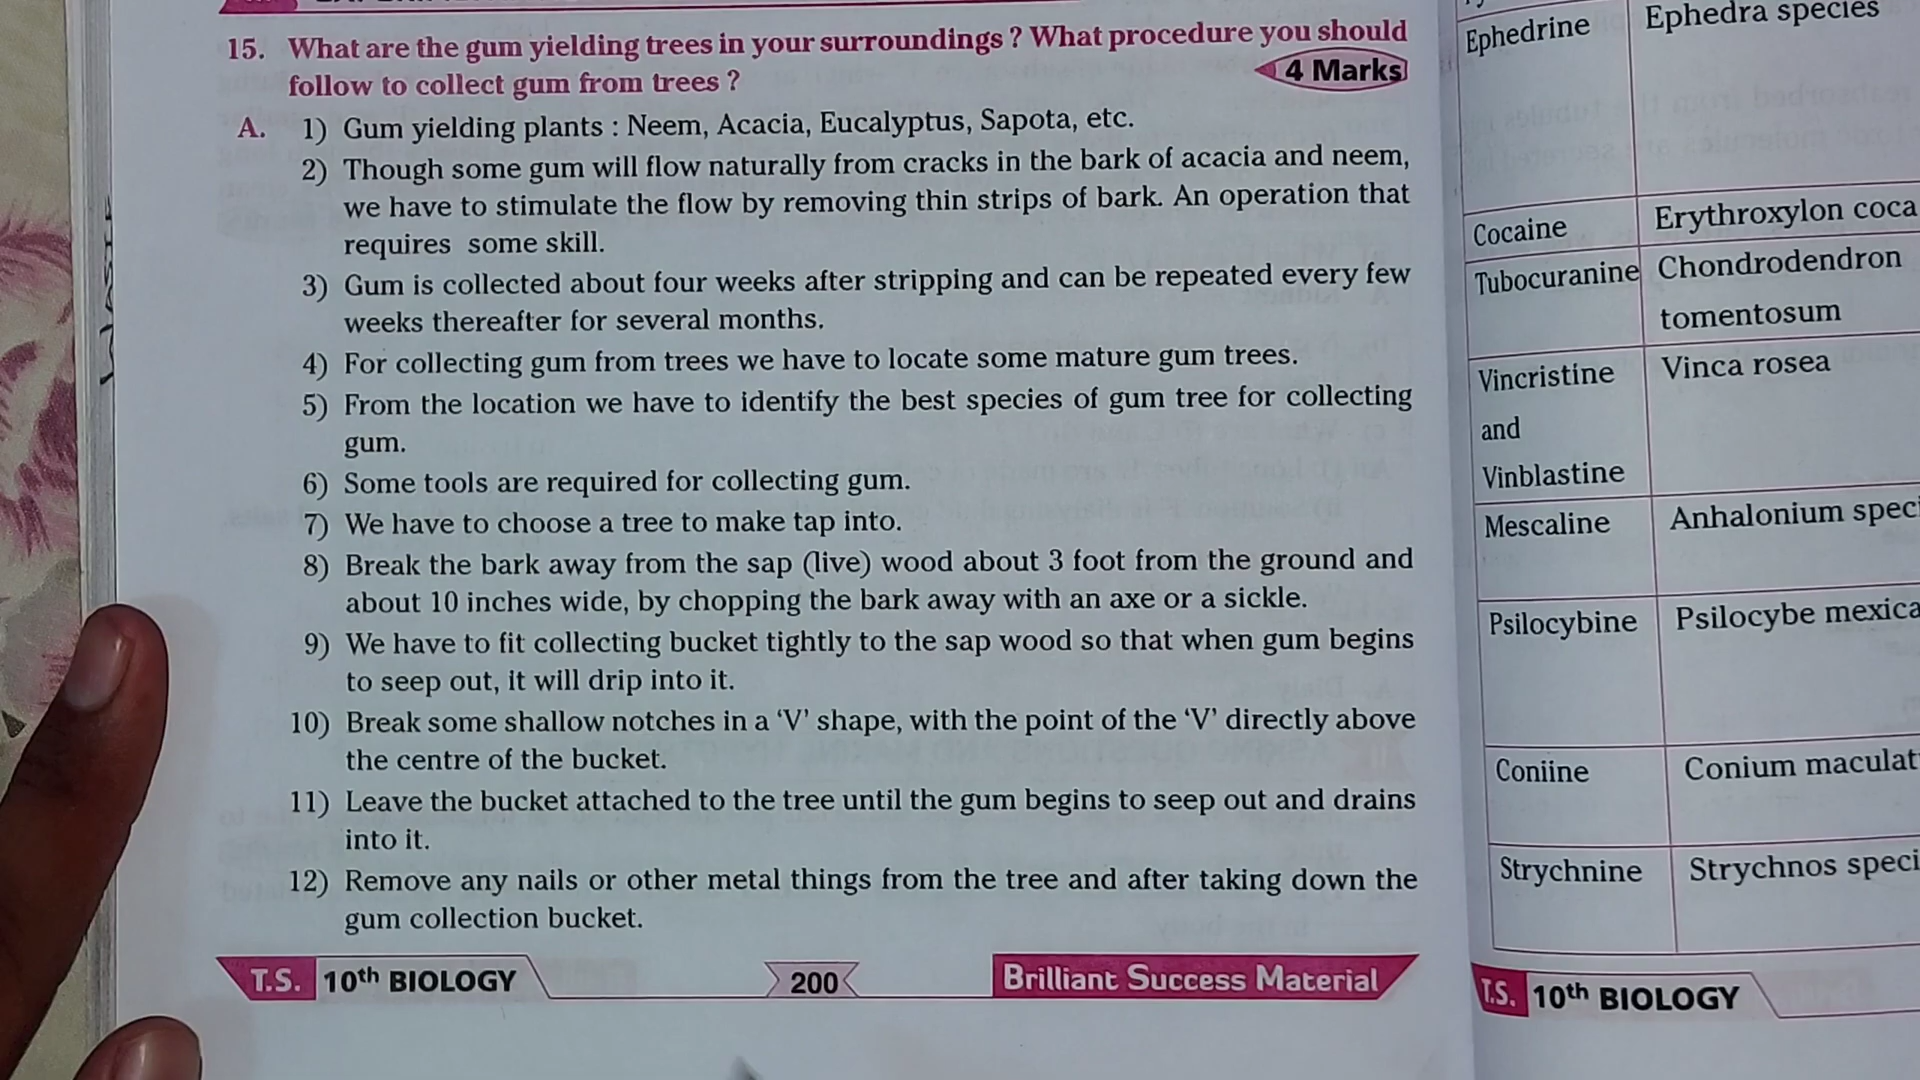 15. What are the gum yielding trees in your surroundings ? What procedure you should
follow to collect gum from trees ?
4 Marks
A. 1) Gum yielding plants : Neem, Acacia, Eucalyptus, Sapota, etc.
2) Though some gum will flow naturally from cracks in the bark of acacia and neem,
we have to stimulate the flow by removing thin strips of bark. An operation that
requires some skill.
3) Gum is collected about four weeks after stripping and can be repeated every few
weeks thereafter for several months.
4) For collecting gum from trees we have to locate some mature gum trees.
5) From the location we have to identify the best species of gum tree for collecting
gum.
6) Some tools are required for collecting gum.
7) We have to choose a tree to make tap into.
8) Break the bark away from the sap (live) wood about 3 foot from the ground and
about 10 inches wide, by chopping the bark away with an axe or a sickle.
9) We have to fit collecting bucket tightly to the sap wood so that when gum begins
to seep out, it will drip into it.
10) Break some shallow notches in a ‘V’ shape, with the point of the ‘V’ directly above
the centre of the bucket.
11) Leave the bucket attached to the tree until the gum begins to seep out and drains
into it.
12) Remove any nails or other metal things from the tree and after taking down the
gum collection bucket.
T.S. 10th BIOLOGY
200
Brilliant Success Material
Ephedrine Ephedra species
Cocaine Erythroxylon coca
Tubocuranine Chondrodendron
tomentosum
Vincristine Vinca rosea
and
Vinblastine
Mescaline Anhalonium speci
Psilocybine Psilocybe mexica
Coniine Conium maculat
Strychnine Strychnos speci
T.S. 10th BIOLOGY